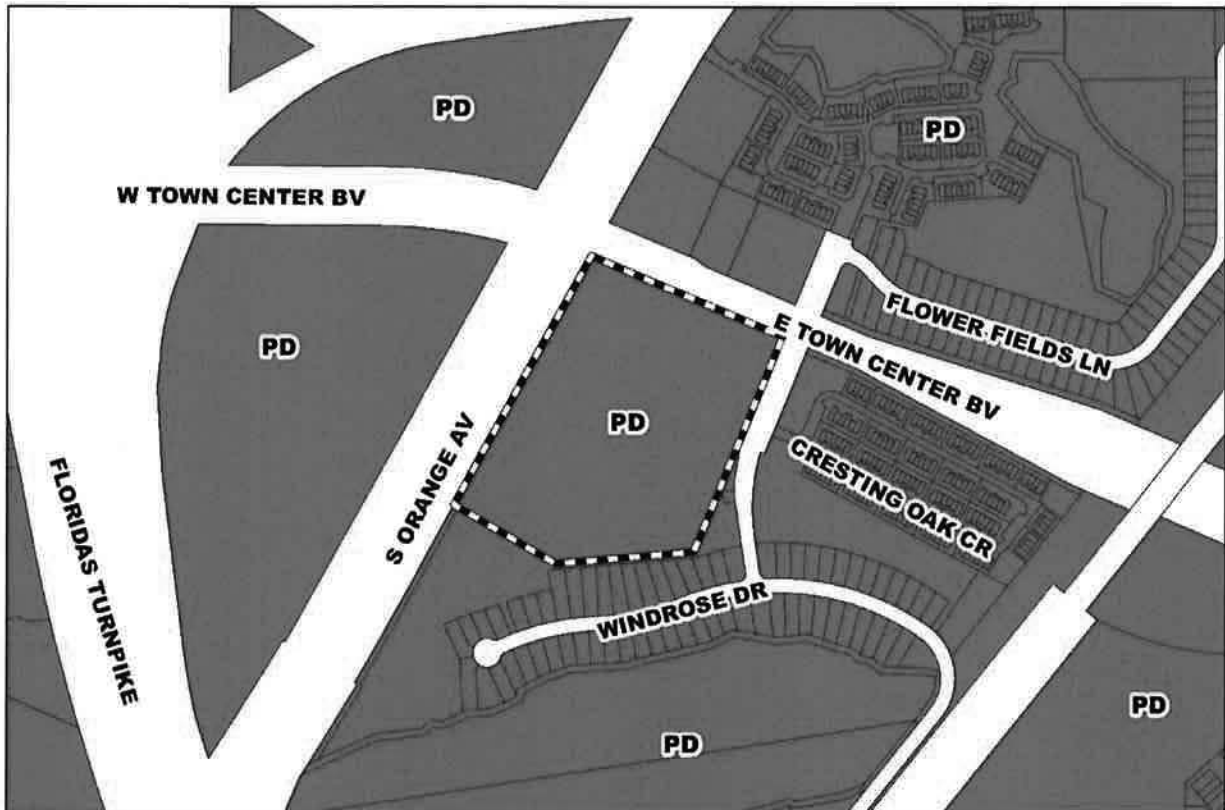 PD
PD
W TOWN CENTER BV
PD
FLOWER FIELDS LN
E TOWN CENTER BV
PD
S ORANGE AV
CRESTING OAK CR
FLORIDAS TURNPIKE
WINDROSE DR
PD
PD